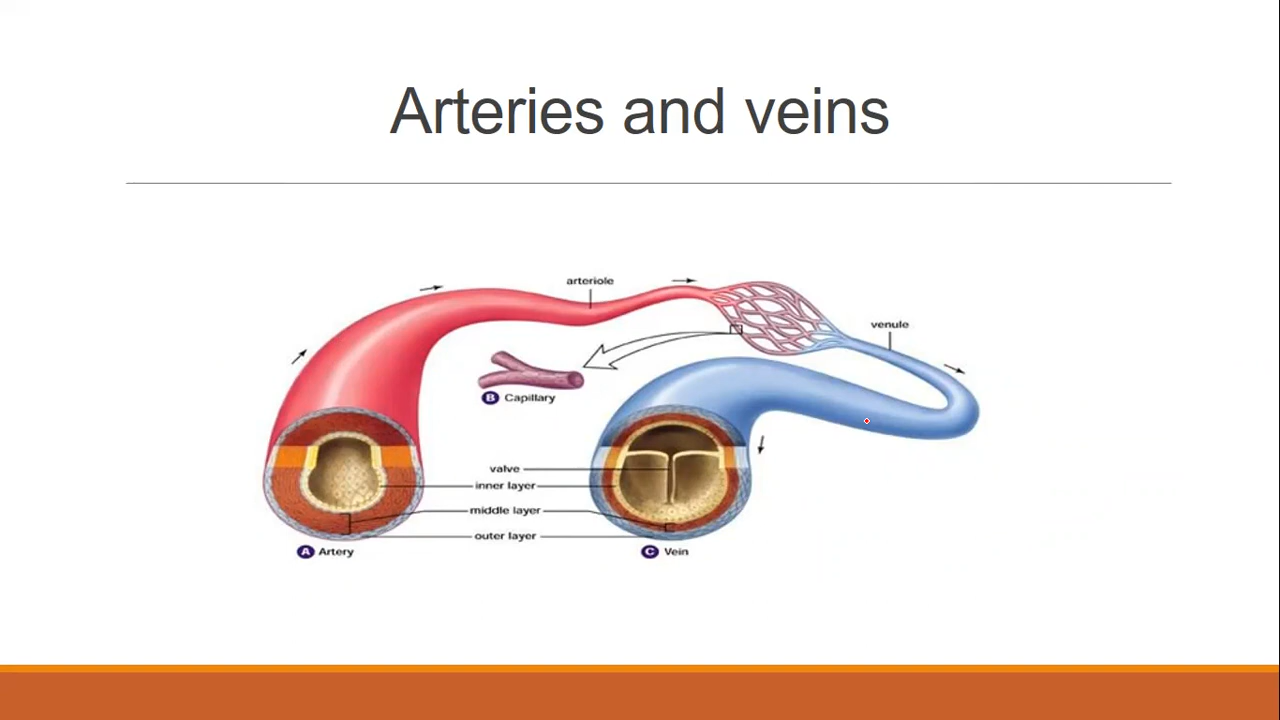 Arteries and veins
arteriole
venule
B Capillary
valve
inner layer
middle layer
outer layer
A Artery
C Vein